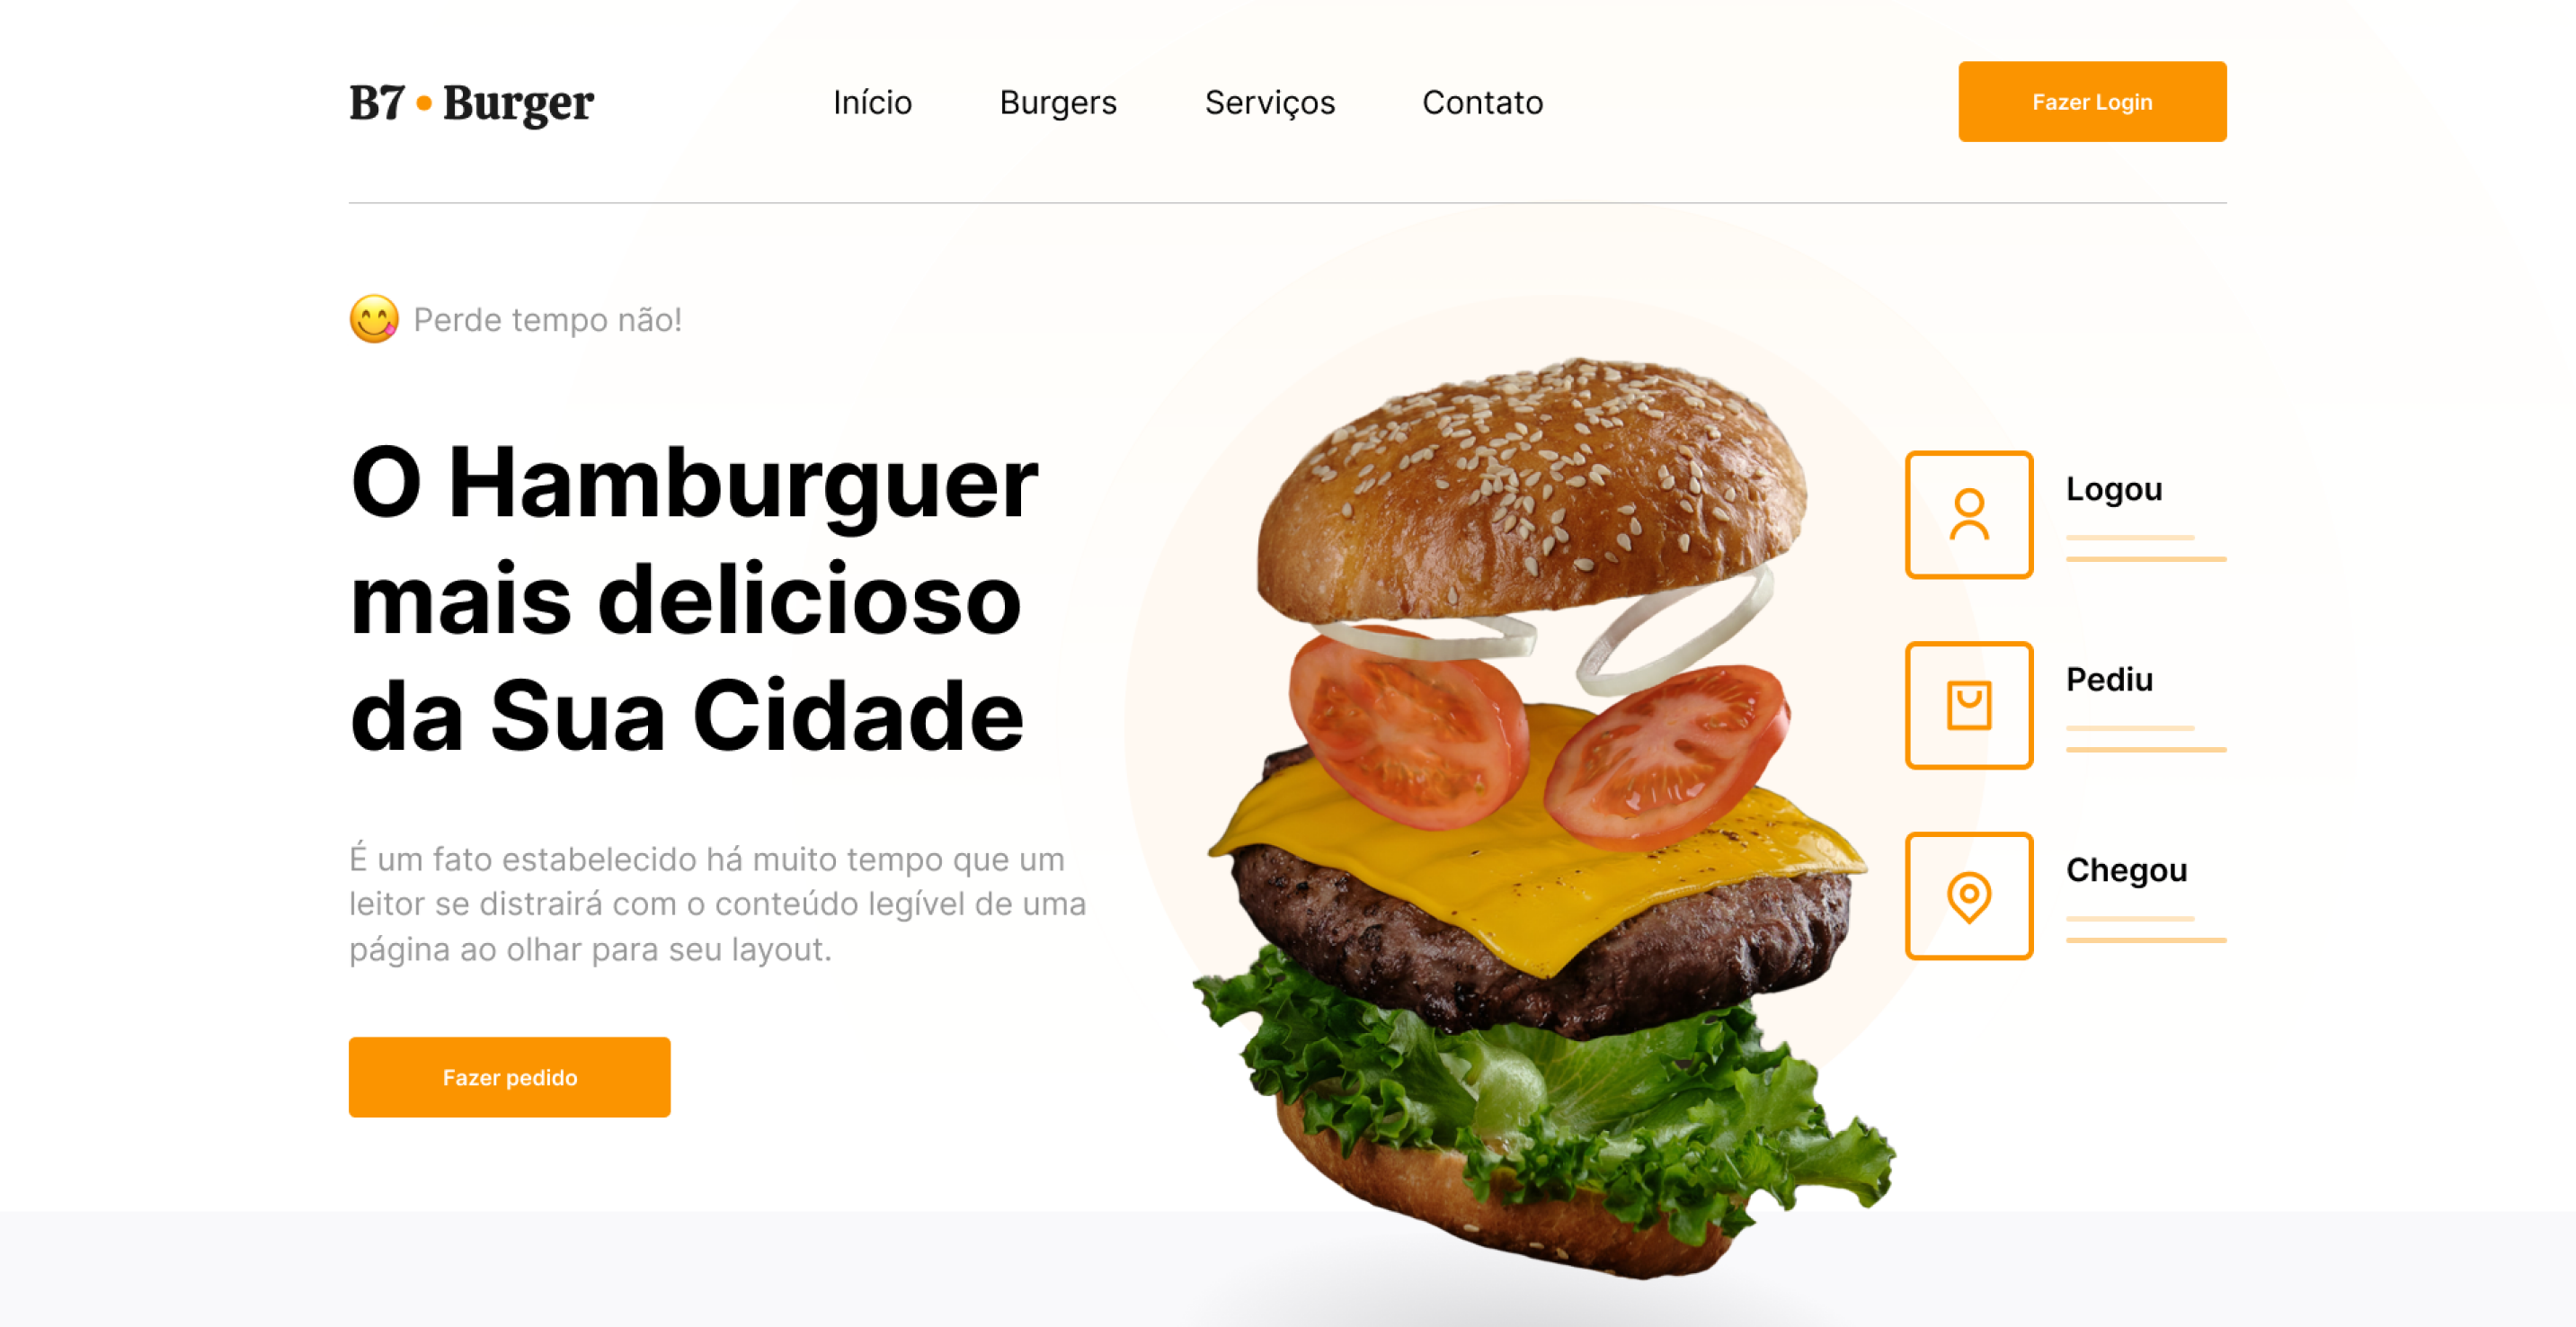 B7 • Burger
Início
Burgers
Serviços
Contato
Fazer Login
😋 Perde tempo não!
O Hamburguer
mais delicioso
da Sua Cidade
É um fato estabelecido há muito tempo que um
leitor se distrairá com o conteúdo legível de uma
página ao olhar para seu layout.
Fazer pedido
Logou
Pediu
Chegou